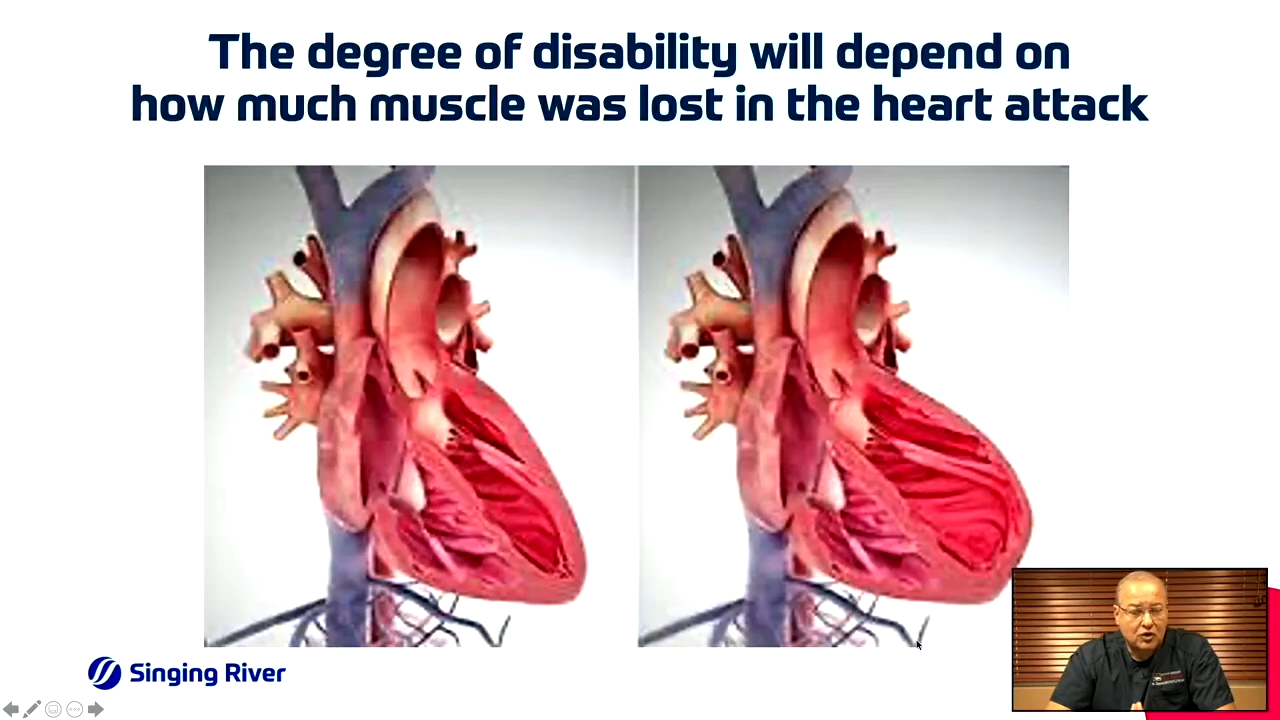 The degree of disability will depend on
how much muscle was lost in the heart attack
Singing River